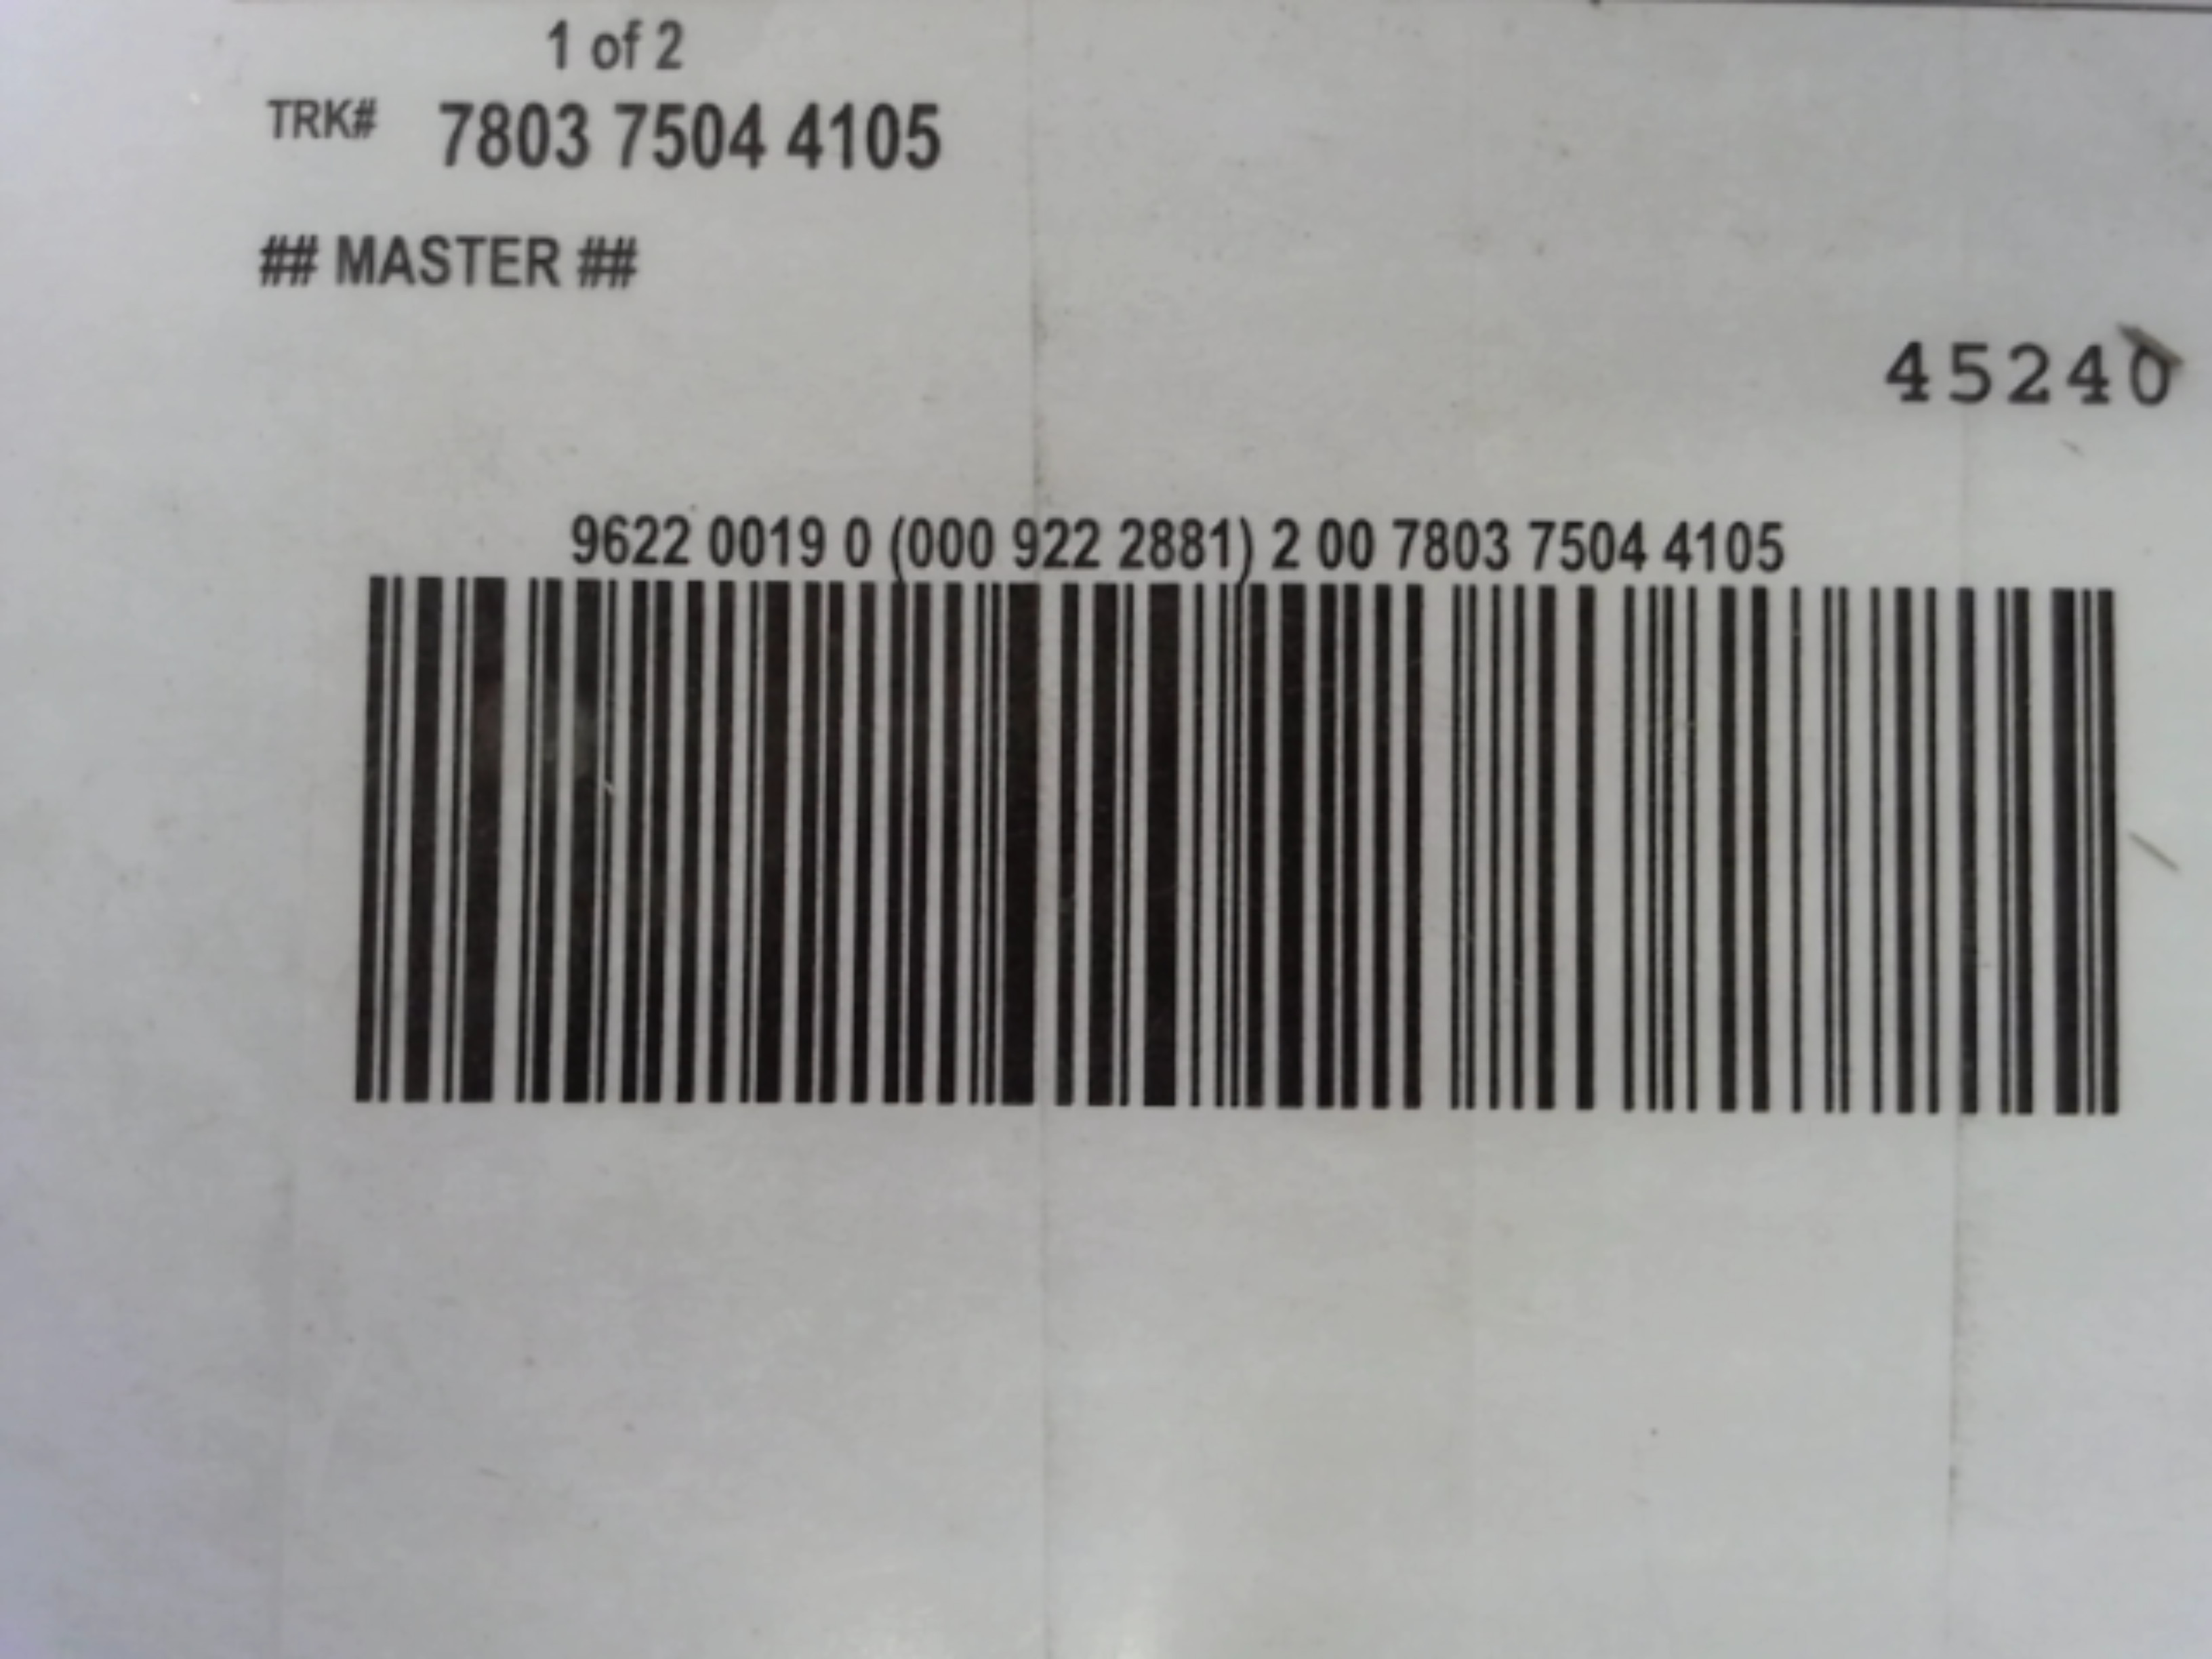 1 of 2
TRK# 7803 7504 4105
## MASTER ##
45240
9622 0019 0 (000 922 2881) 2 00 7803 7504 4105